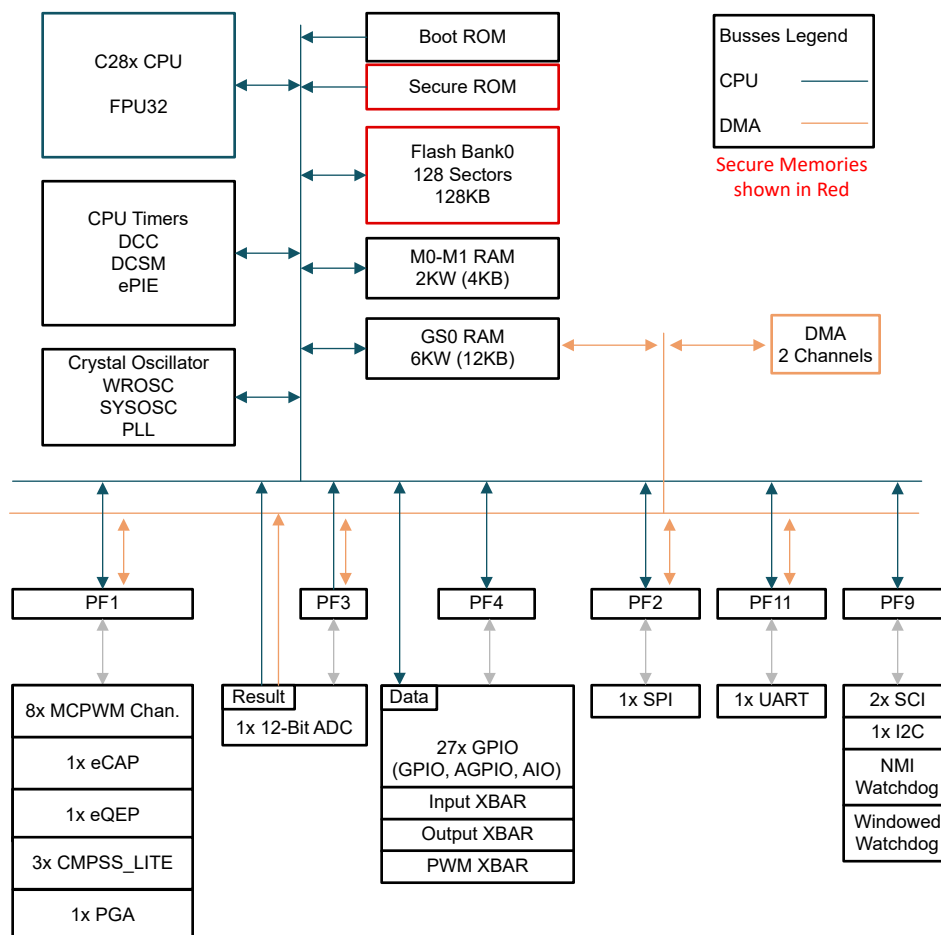 C28x CPU
FPU32
Boot ROM
Secure ROM
Flash Bank0
128 Sectors
128KB
Busses Legend
CPU
DMA
Secure Memories
shown in Red
CPU Timers
DCC
DCSM
ePIE
M0-M1 RAM
2KW (4KB)
GS0 RAM
6KW (12KB)
DMA
2 Channels
Crystal Oscillator
WROSC
SYSOSC
PLL
PF1
PF3
PF4
PF2
PF11
PF9
8x MCPWM Chan.
1x eCAP
1x eQEP
3x CMPSS_LITE
1x PGA
Result
1x 12-Bit ADC
Data
27x GPIO
(GPIO, AGPIO, AIO)
Input XBAR
Output XBAR
PWM XBAR
1x SPI
1x UART
2x SCI
1x I2C
NMI
Watchdog
Windowed
Watchdog